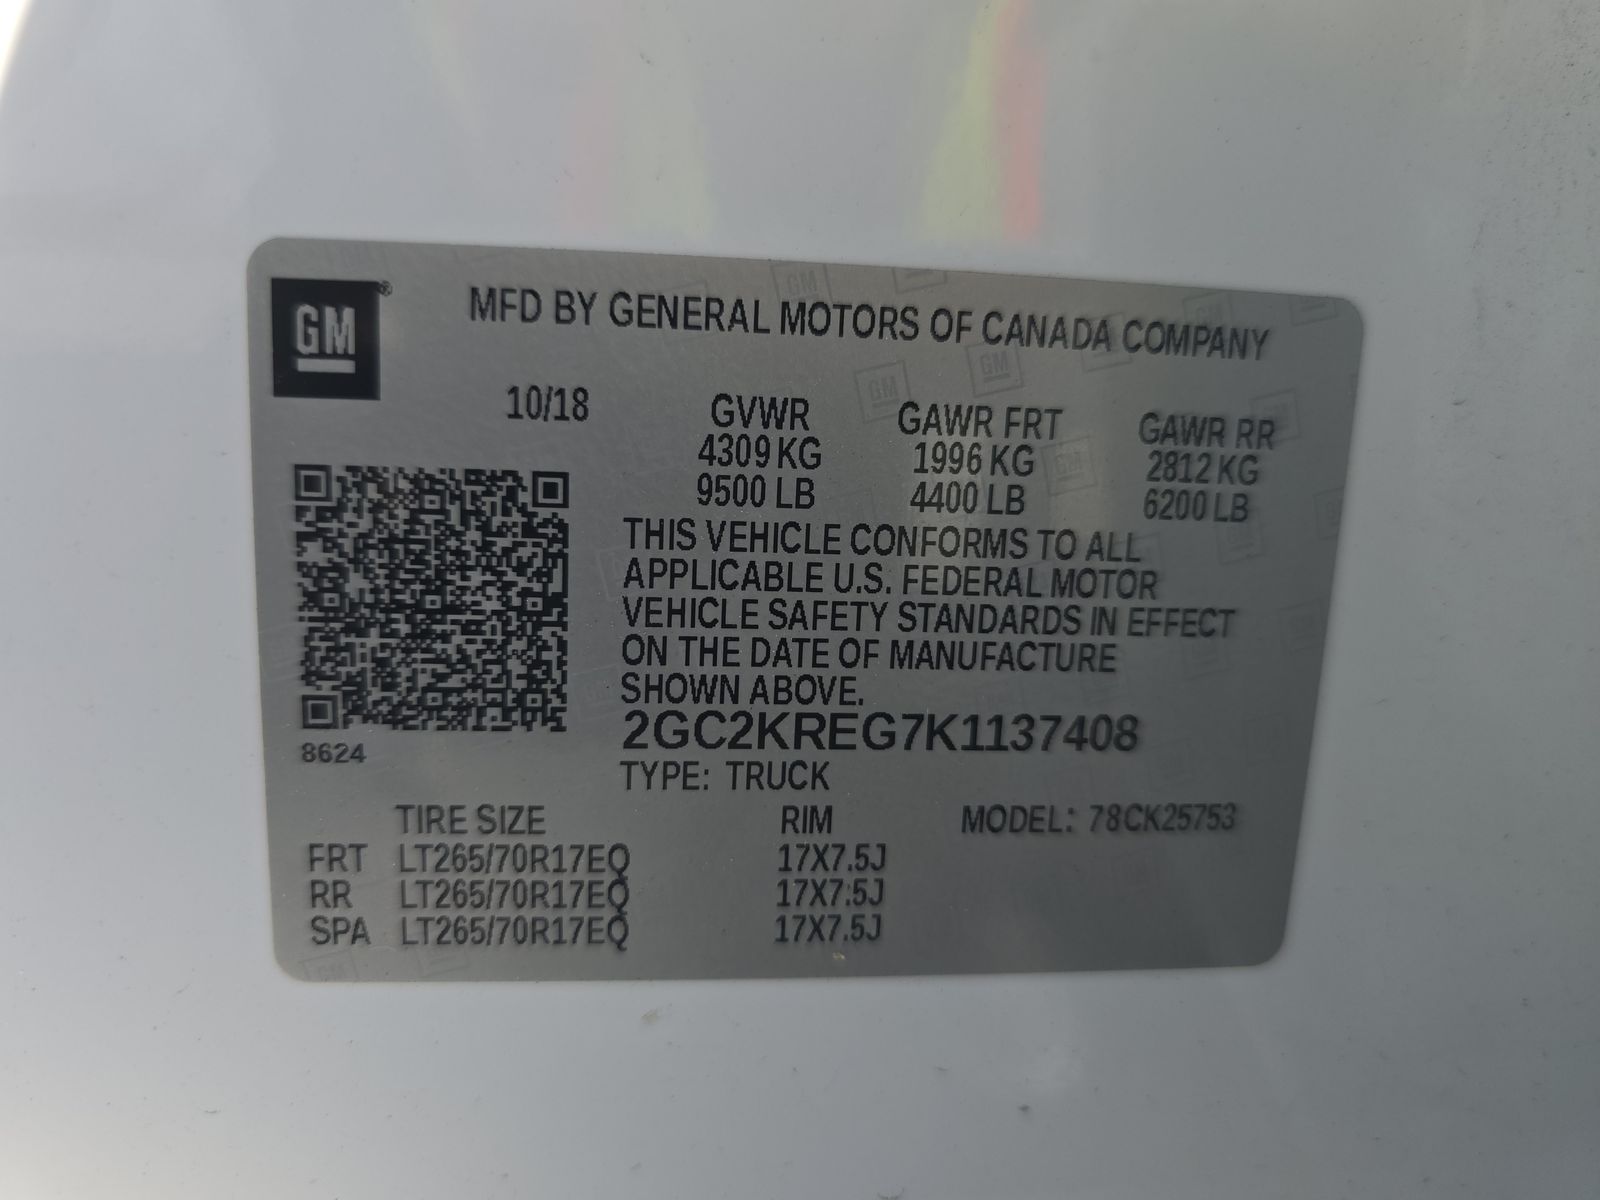 GM
MFD BY GENERAL MOTORS OF CANADA COMPANY
10/18 GVWR GAWR FRT GAWR RR
4309 KG 1996 KG 2812 KG
9500 LB 4400 LB 6200 LB
THIS VEHICLE CONFORMS TO ALL
APPLICABLE U.S. FEDERAL MOTOR
VEHICLE SAFETY STANDARDS IN EFFECT
ON THE DATE OF MANUFACTURE
SHOWN ABOVE.
2GC2KREG7K1137408
8624
TYPE: TRUCK
TIRE SIZE RIM MODEL: 78CK25753
FRT LT265/70R17EQ 17X7.5J
RR LT265/70R17EQ 17X7.5J
SPA LT265/70R17EQ 17X7.5J